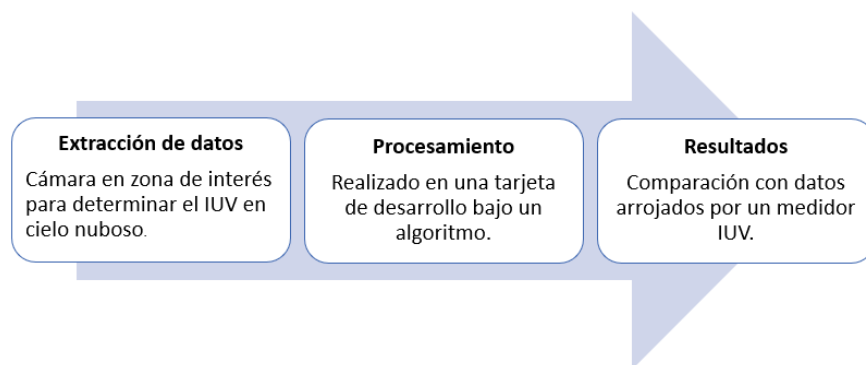 Extracción de datos
Cámara en zona de interés
para determinar el IUV en
cielo nuboso.
Procesamiento
Realizado en una tarjeta
de desarrollo bajo un
algoritmo.
Resultados
Comparación con datos
arrojados por un medidor
IUV.